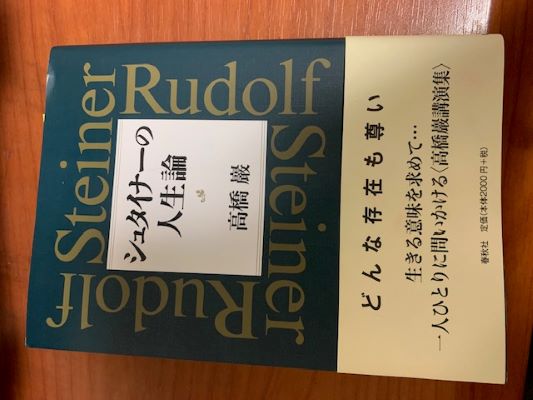 Rudolf
Steiner
Rudolf
Steiner
シュタイナーの
人生論
高橋 巖
どんな存在も尊い
生きる意味を求めて…
一人ひとりに問いかける〈高橋巖講演集〉
春秋社 定価(本体2000円+税)